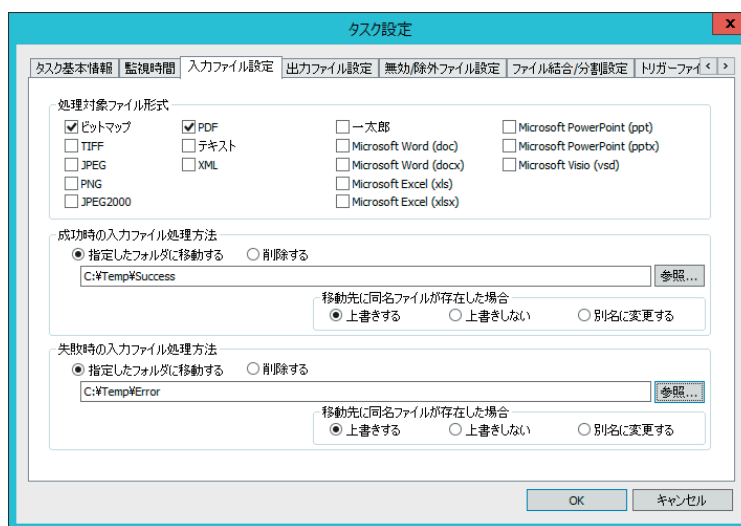 タスク設定
x
タスク基本情報 監視時間 入力ファイル設定 出力ファイル設定 無効/除外ファイル設定 ファイル結合/分割設定 トリガーファイ
処理対象ファイル形式
ビットマップ PDF 一太郎 Microsoft PowerPoint (ppt)
TIFF テキスト Microsoft Word (doc) Microsoft PowerPoint (pptx)
JPEG XML Microsoft Word (docx) Microsoft Visio (vsd)
PNG Microsoft Excel (xls)
JPEG2000 Microsoft Excel (xlsx)
成功時の入力ファイル処理方法
指定したフォルダに移動する 削除する
C:¥Temp¥Success 参照...
移動先に同名ファイルが存在した場合
上書きする 上書きしない 別名に変更する
失敗時の入力ファイル処理方法
指定したフォルダに移動する 削除する
C:¥Temp¥Error 参照...
移動先に同名ファイルが存在した場合
上書きする 上書きしない 別名に変更する
OK キャンセル